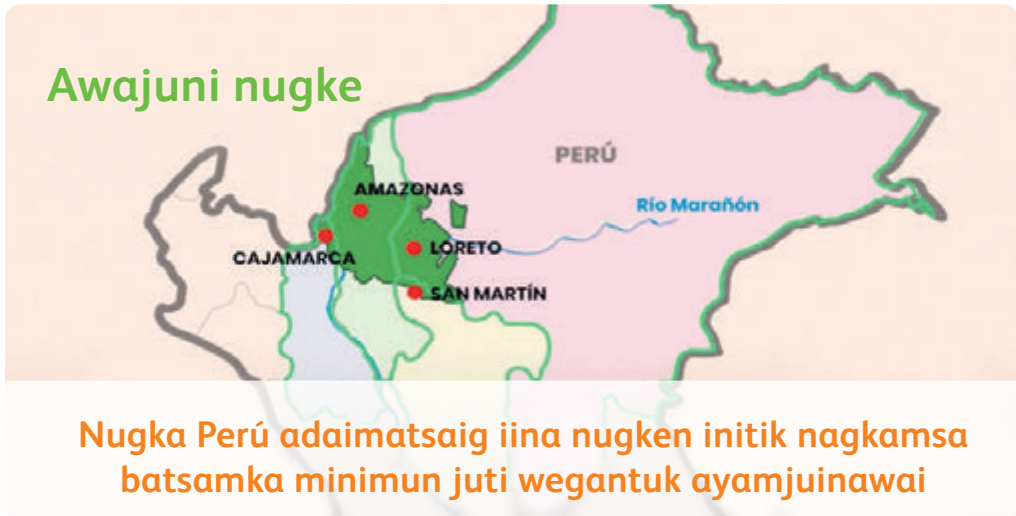 Awajuni nugke
PERÚ
AMAZONAS
Río Marañón
CAJAMARCA
LORETO
SAN MARTÍN
Nugka Perú adaimatsaig iina nugken initik nagkamsa
batsamka minimun juti wegantuk ayamjuinawai